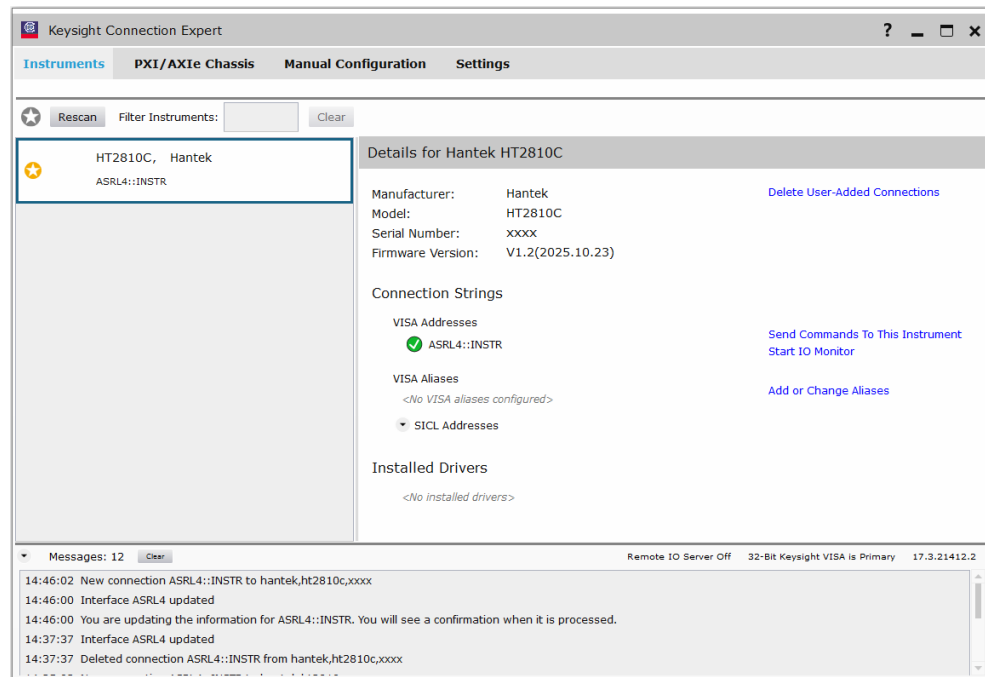 Keysight Connection Expert ?
Instruments PXI/AXIe Chassis Manual Configuration Settings
Rescan Filter Instruments: Clear
HT2810C, Hantek
ASRL4::INSTR
Details for Hantek HT2810C
Manufacturer: Hantek
Model: HT2810C
Serial Number: xxxx
Firmware Version: V1.2(2025.10.23)
Delete User-Added Connections
Connection Strings
VISA Addresses
ASRL4::INSTR
Send Commands To This Instrument
Start IO Monitor
VISA Aliases
<No VISA aliases configured>
Add or Change Aliases
SICL Addresses
Installed Drivers
<No installed drivers>
Messages: 12 Clear Remote IO Server Off 32-Bit Keysight VISA is Primary 17.3.21412.2
14:46:02 New connection ASRL4::INSTR to hantek,ht2810c,xxxx
14:46:00 Interface ASRL4 updated
14:46:00 You are updating the information for ASRL4::INSTR. You will see a confirmation when it is processed.
14:37:37 Interface ASRL4 updated
14:37:37 Deleted connection ASRL4::INSTR from hantek,ht2810c,xxxx